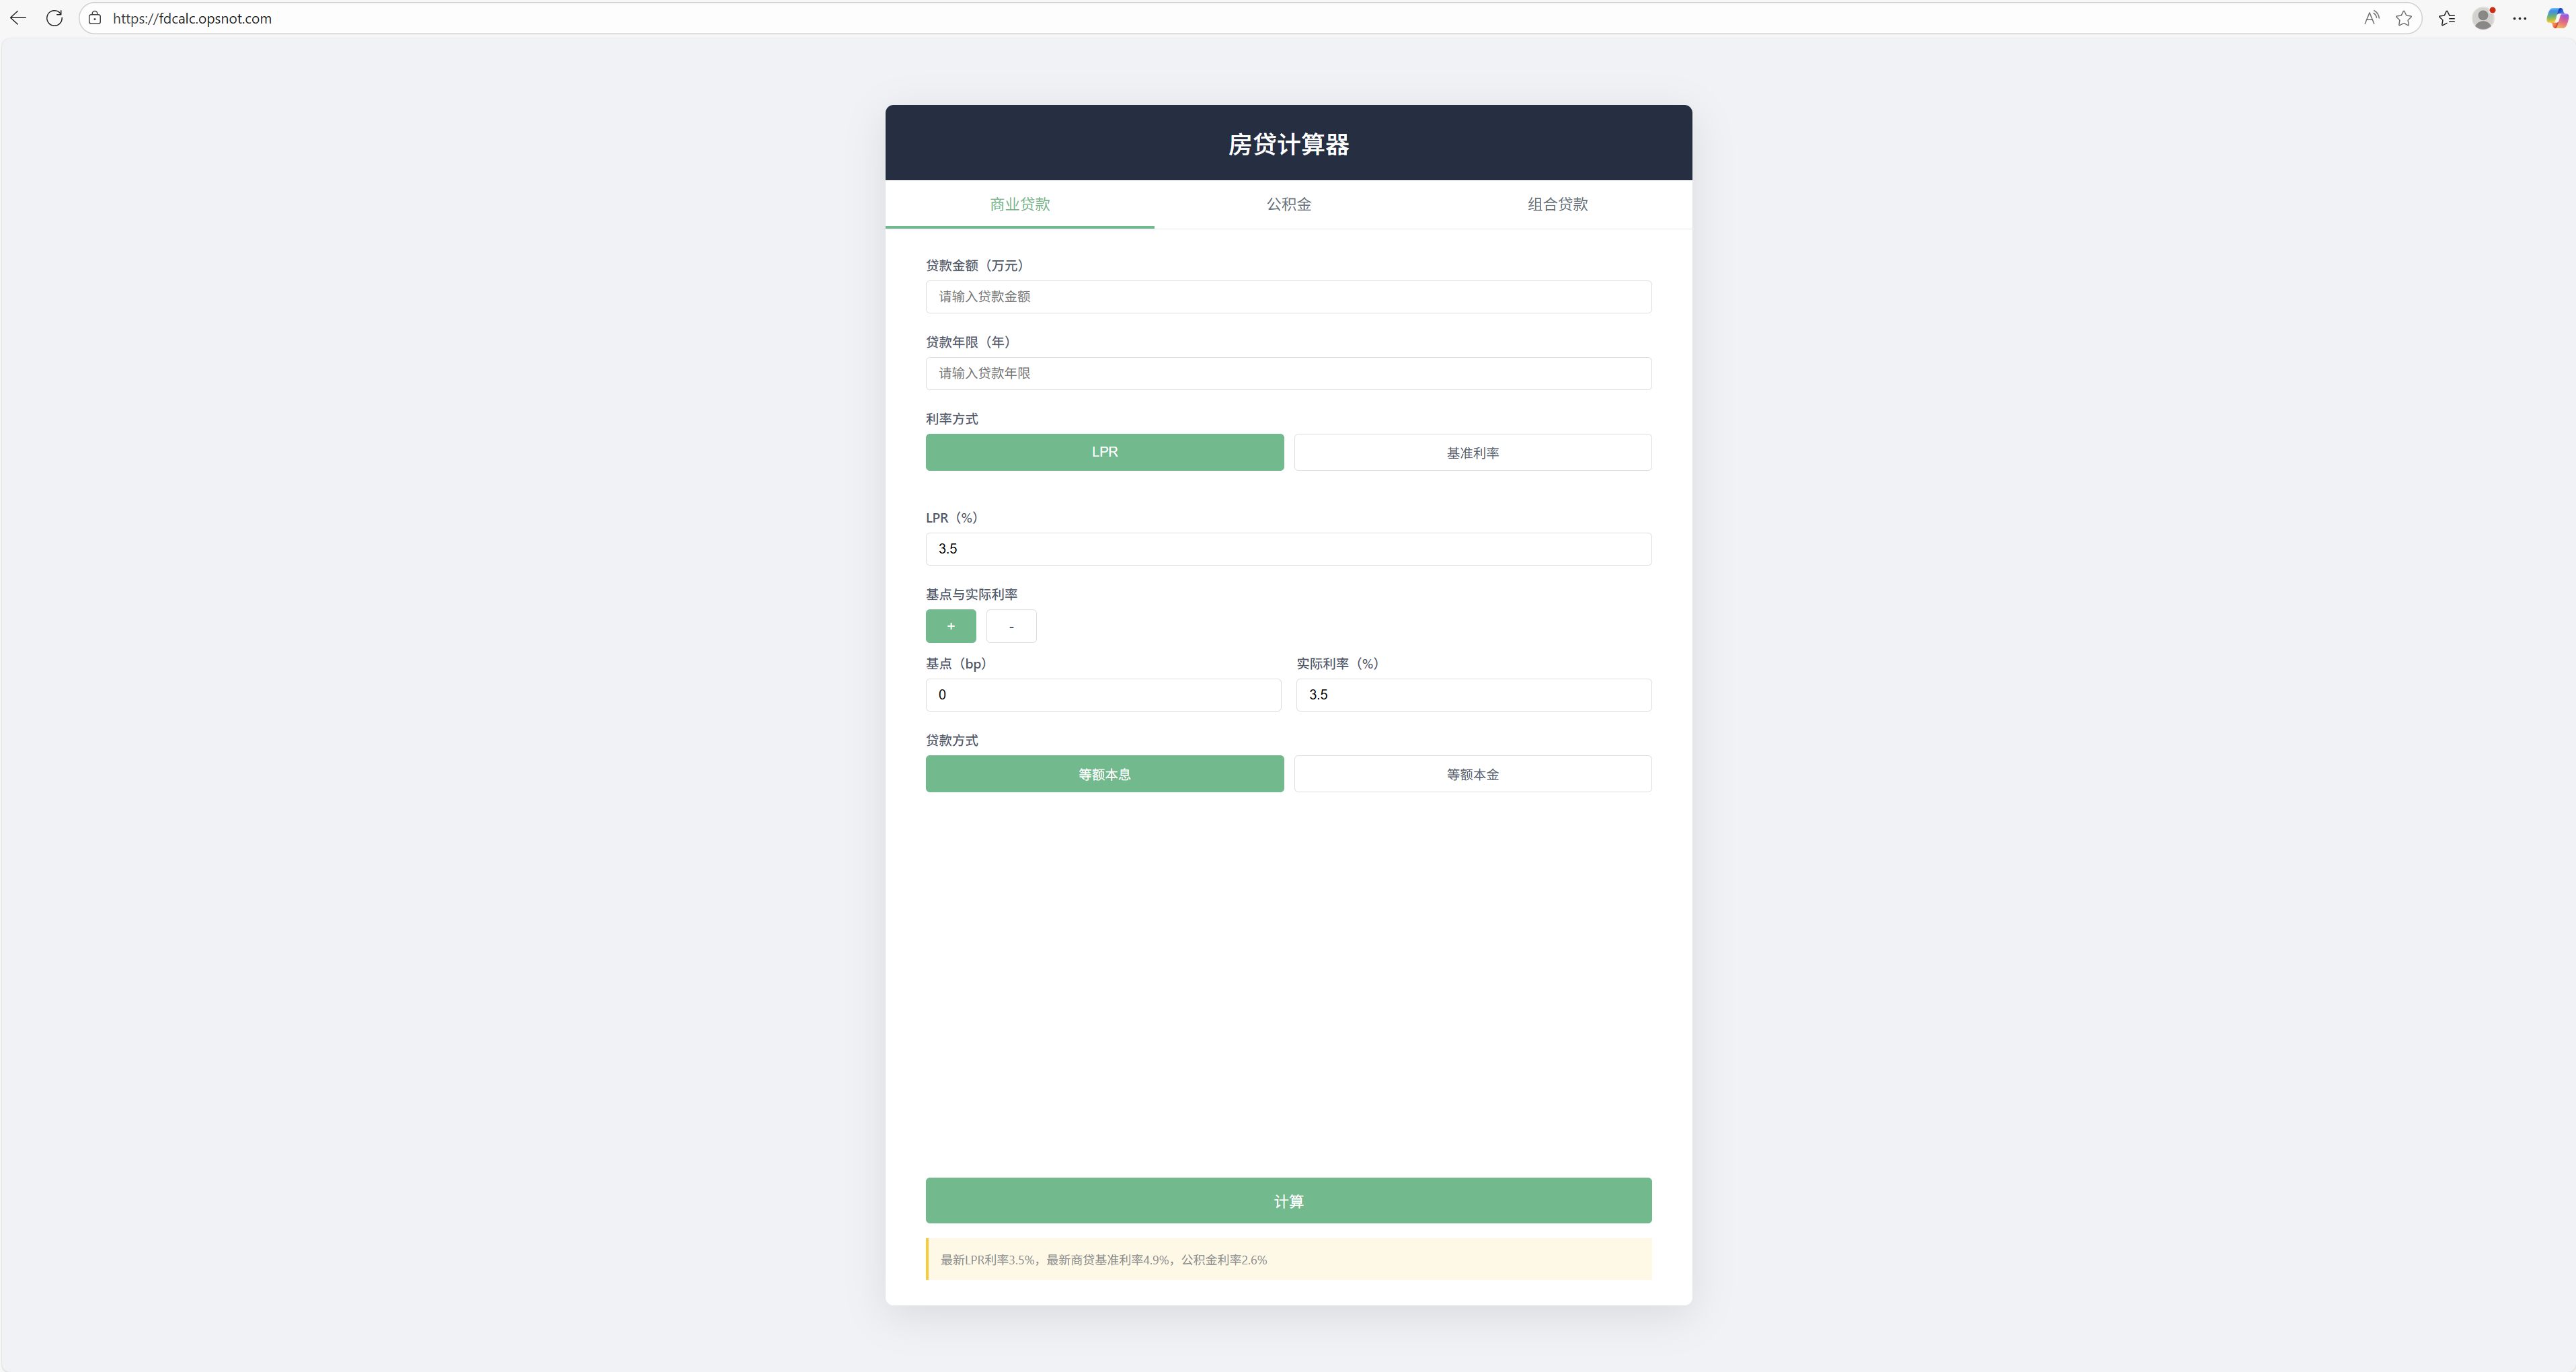 https://fdcalc.opsnot.com
房贷计算器
商业贷款 公积金 组合贷款
贷款金额（万元）
请输入贷款金额
贷款年限（年）
请输入贷款年限
利率方式
LPR 基准利率
LPR（%）
3.5
基点与实际利率
+ -
基点（bp） 实际利率（%）
0 3.5
贷款方式
等额本息 等额本金
计算
最新LPR利率3.5%，最新商贷基准利率4.9%，公积金利率2.6%